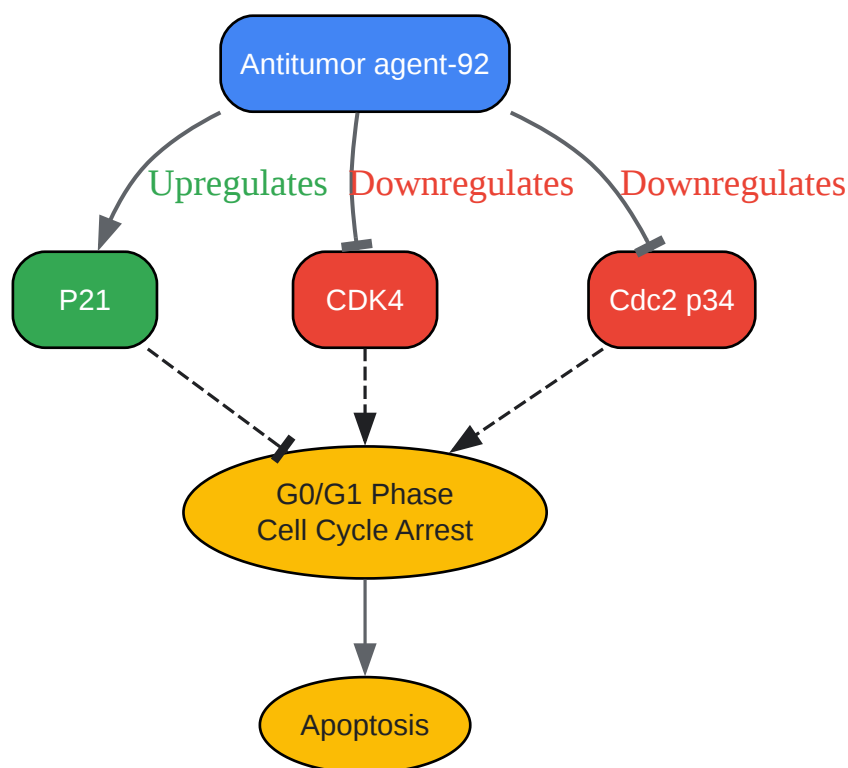 Antitumor agent-92
Upregulates
Downregulates
Downregulates
P21
CDK4
Cdc2 p34
G0/G1 Phase
Cell Cycle Arrest
Apoptosis